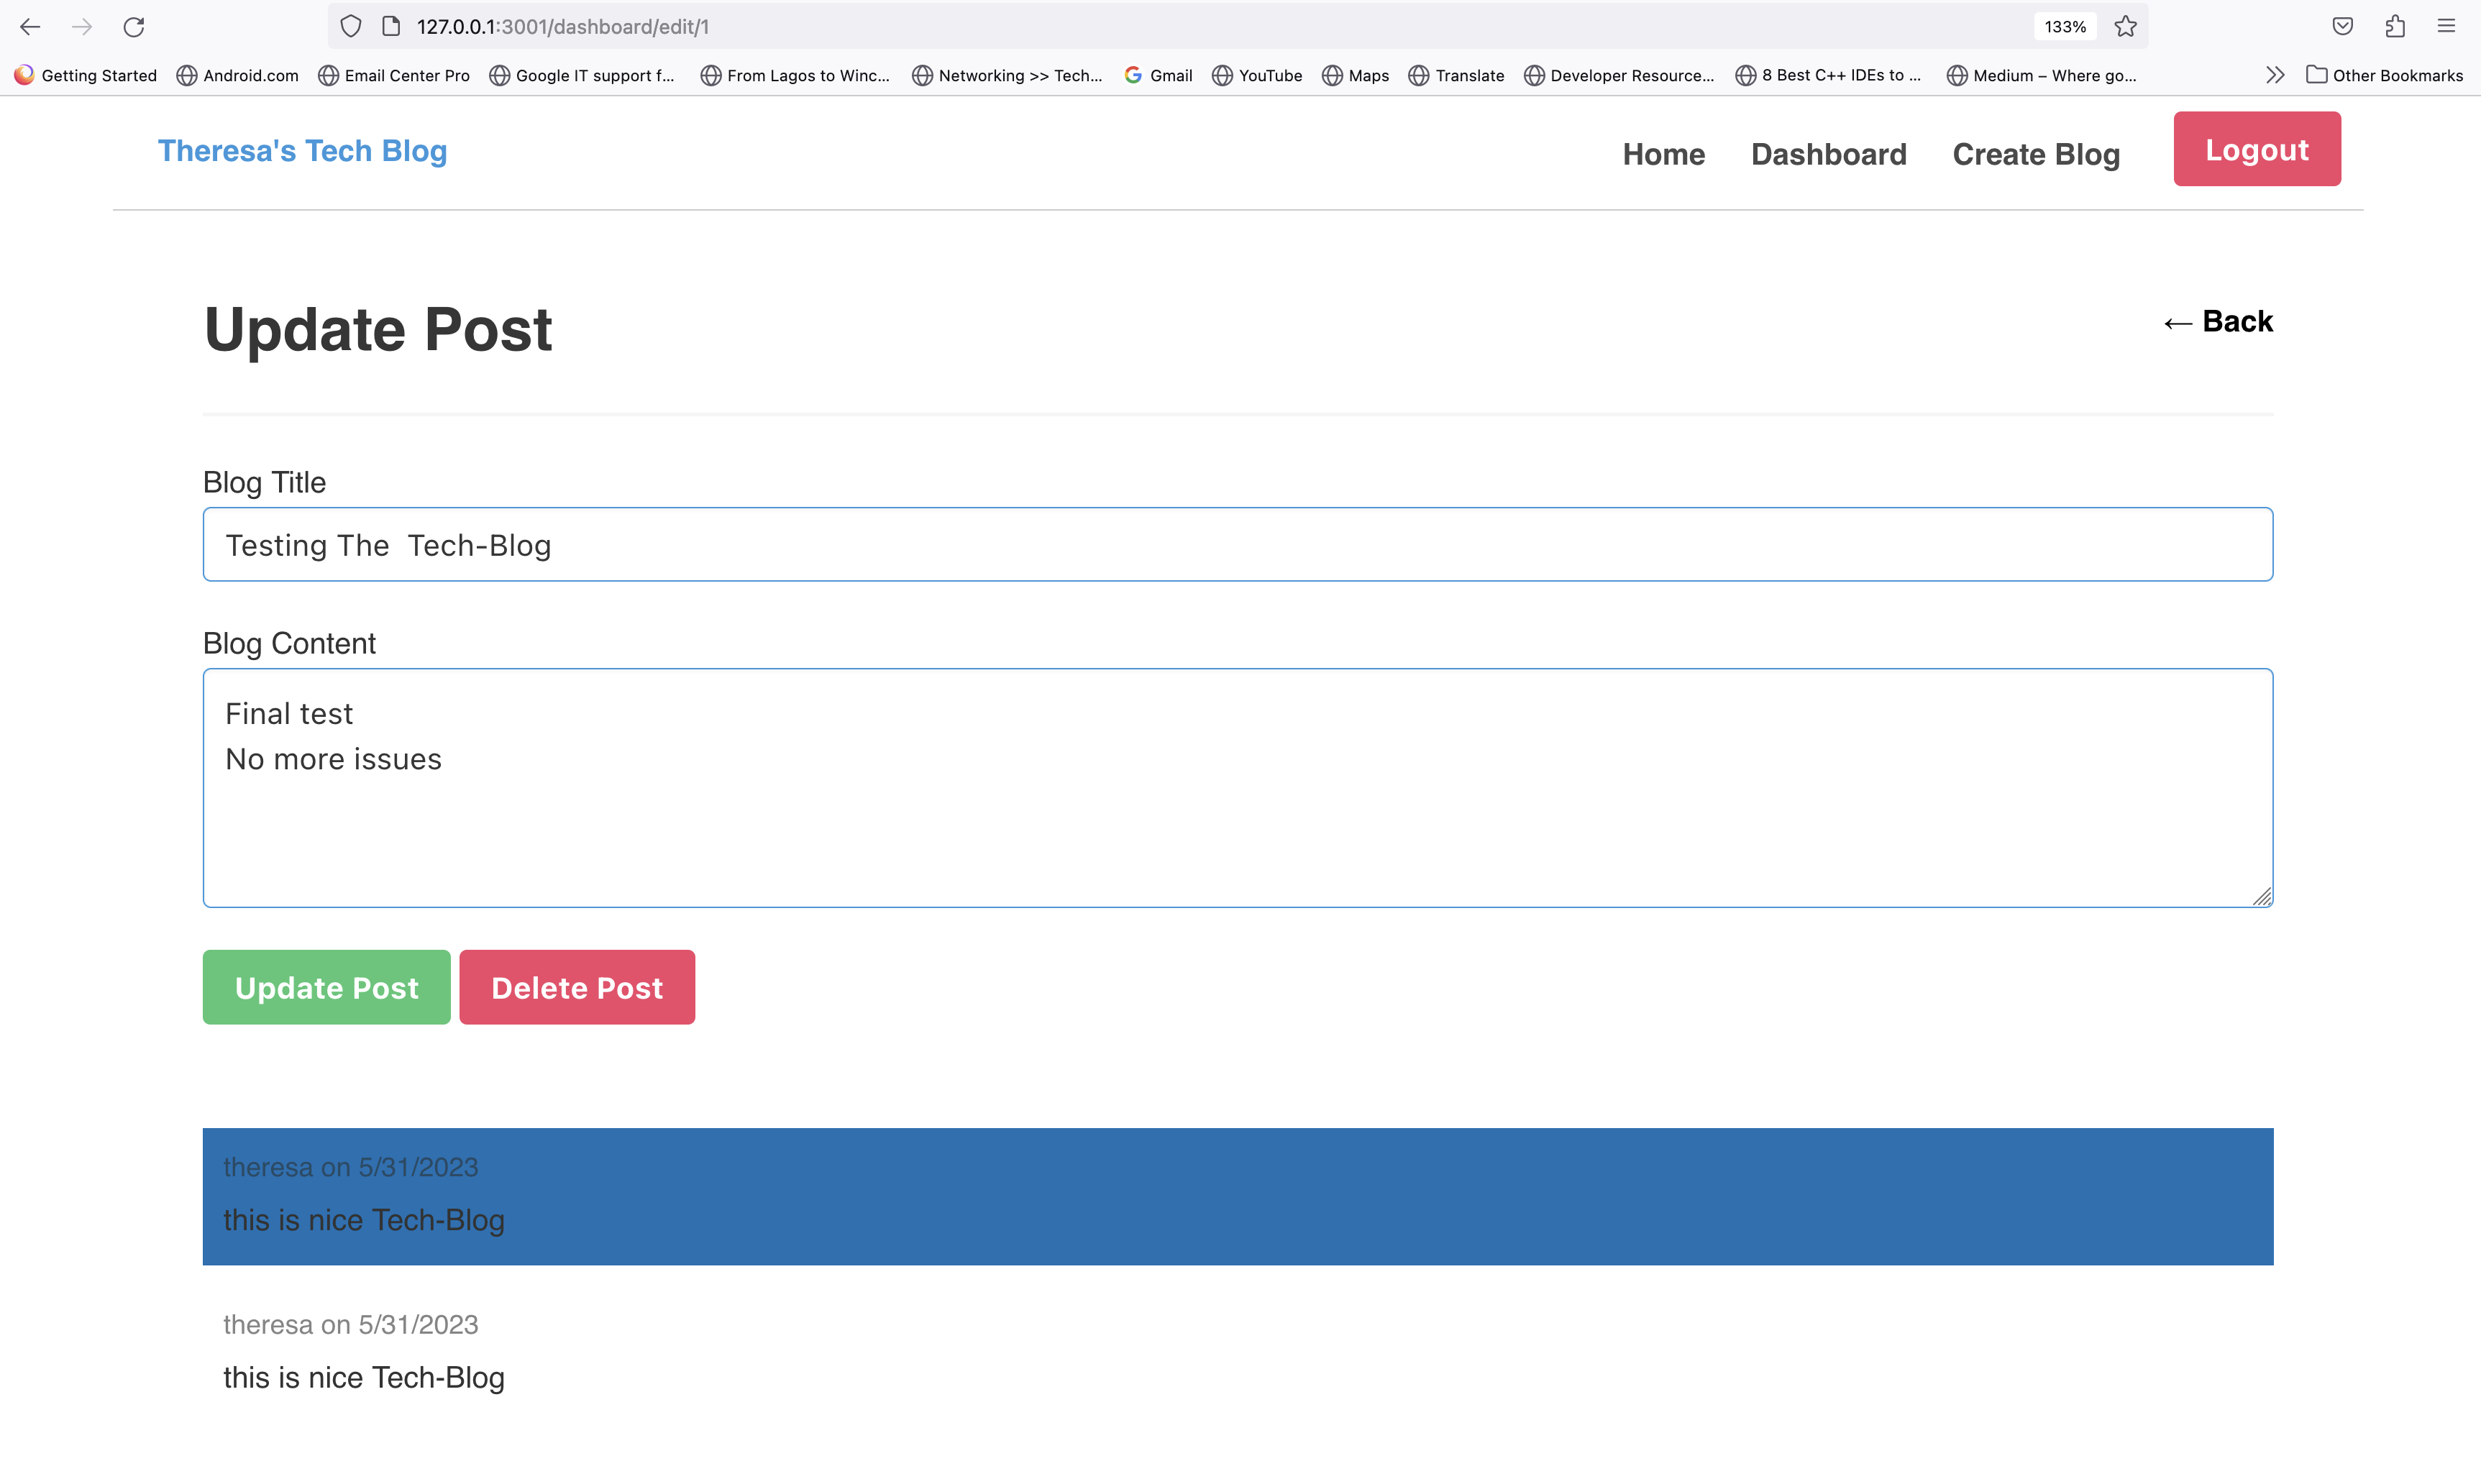 127.0.0.1:3001/dashboard/edit/1
133%
Getting Started Android.com Email Center Pro Google IT support f... From Lagos to Winc... Networking >> Tech... Gmail YouTube Maps Translate Developer Resource... 8 Best C++ IDEs to ... Medium – Where go... Other Bookmarks
Theresa's Tech Blog Home Dashboard Create Blog Logout
Update Post ← Back
Blog Title
Testing The  Tech-Blog
Blog Content
Final test
No more issues
Update Post Delete Post
theresa on 5/31/2023
this is nice Tech-Blog
theresa on 5/31/2023
this is nice Tech-Blog